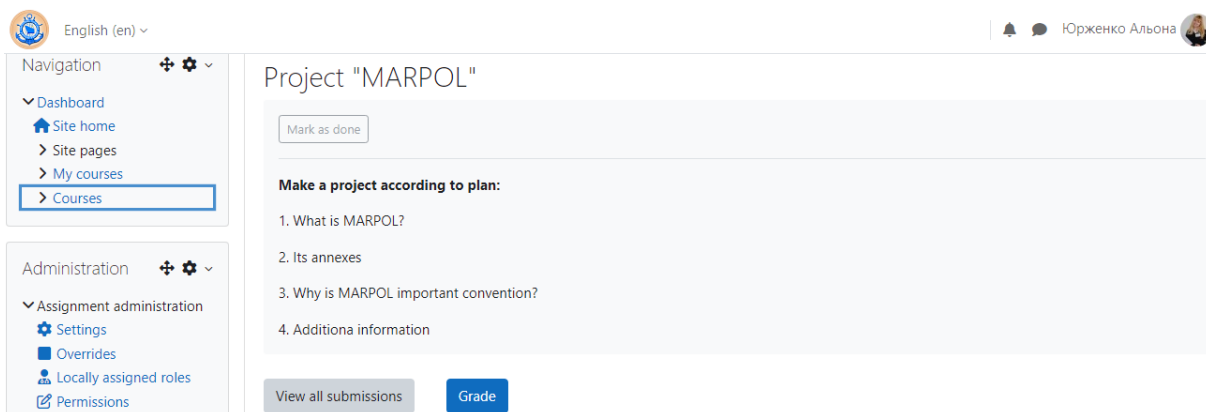 English (en)
Юрженко Альона
Navigation
Dashboard
Site home
Site pages
My courses
Courses
Administration
Assignment administration
Settings
Overrides
Locally assigned roles
Permissions
Project "MARPOL"
Mark as done
Make a project according to plan:
1. What is MARPOL?
2. Its annexes
3. Why is MARPOL important convention?
4. Additiona information
View all submissions
Grade